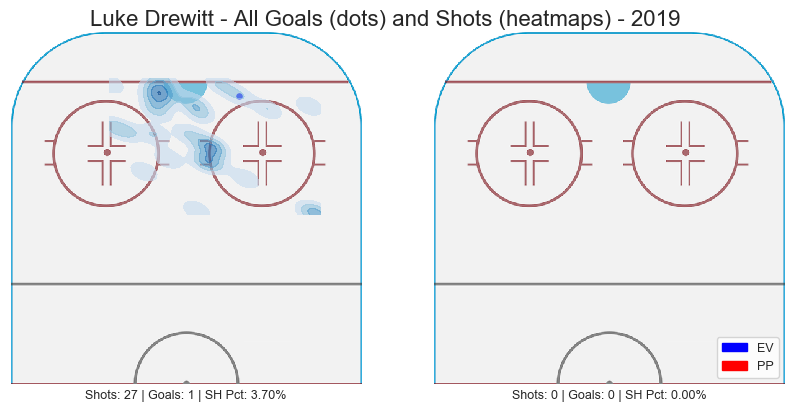 Luke Drewitt - All Goals (dots) and Shots (heatmaps) - 2019
EV
PP
Shots: 27 | Goals: 1 | SH Pct: 3.70%
Shots: 0 | Goals: 0 | SH Pct: 0.00%